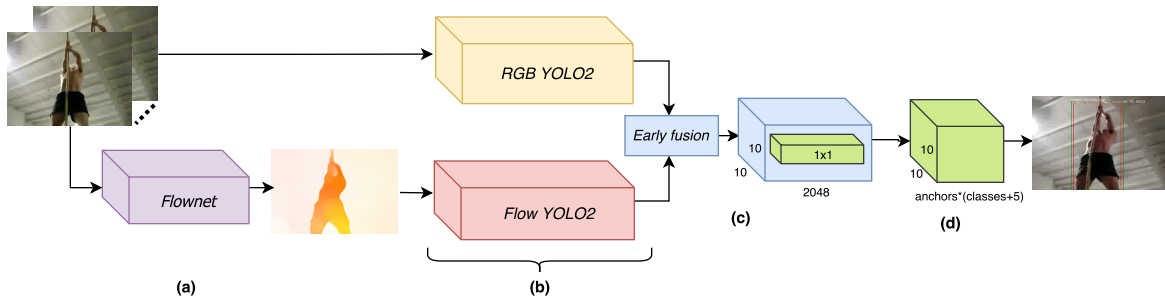 RGB YOLO2
Early fusion
10
10
1x1
2048
10
10
anchors*(classes+5)
Flownet
Flow YOLO2
(a)
(b)
(c)
(d)